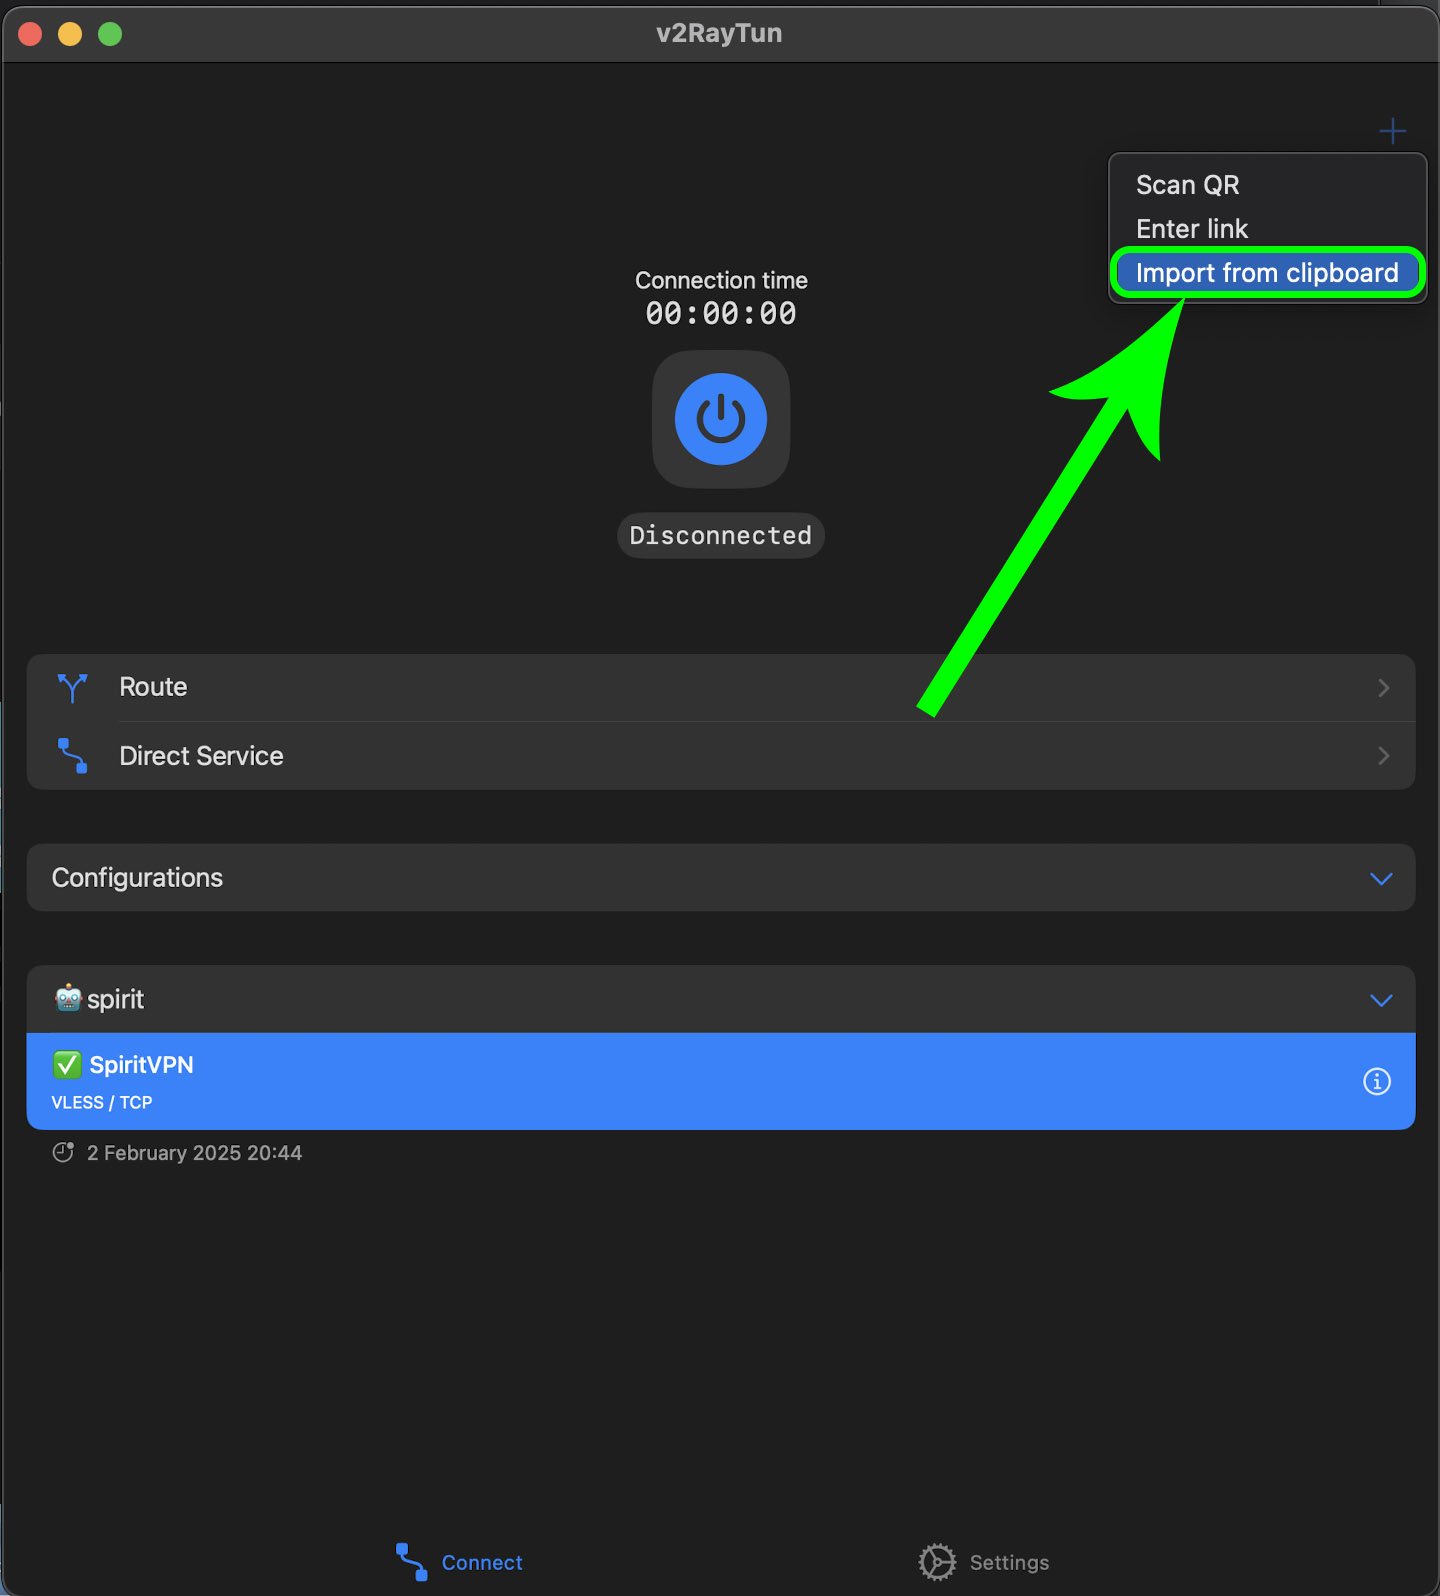 v2RayTun
Scan QR
Enter link
Import from clipboard
Connection time
00:00:00
Disconnected
Route
Direct Service
Configurations
spirit
SpiritVPN
VLESS / TCP
2 February 2025 20:44
Connect
Settings